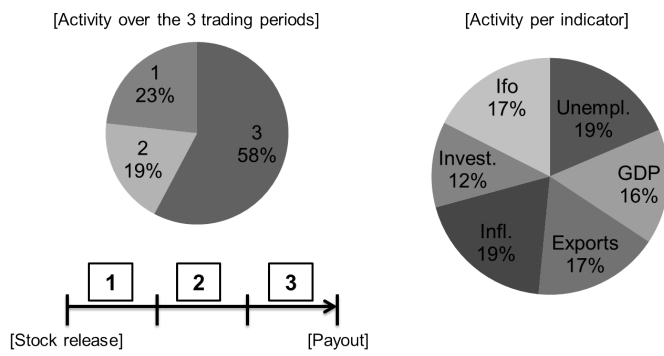 [Activity over the 3 trading periods]
1
23%
2
19%
3
58%
1
2
3
[Stock release]
[Payout]
[Activity per indicator]
Ifo
17%
Unempl.
19%
GDP
16%
Exports
17%
Infl.
19%
Invest.
12%